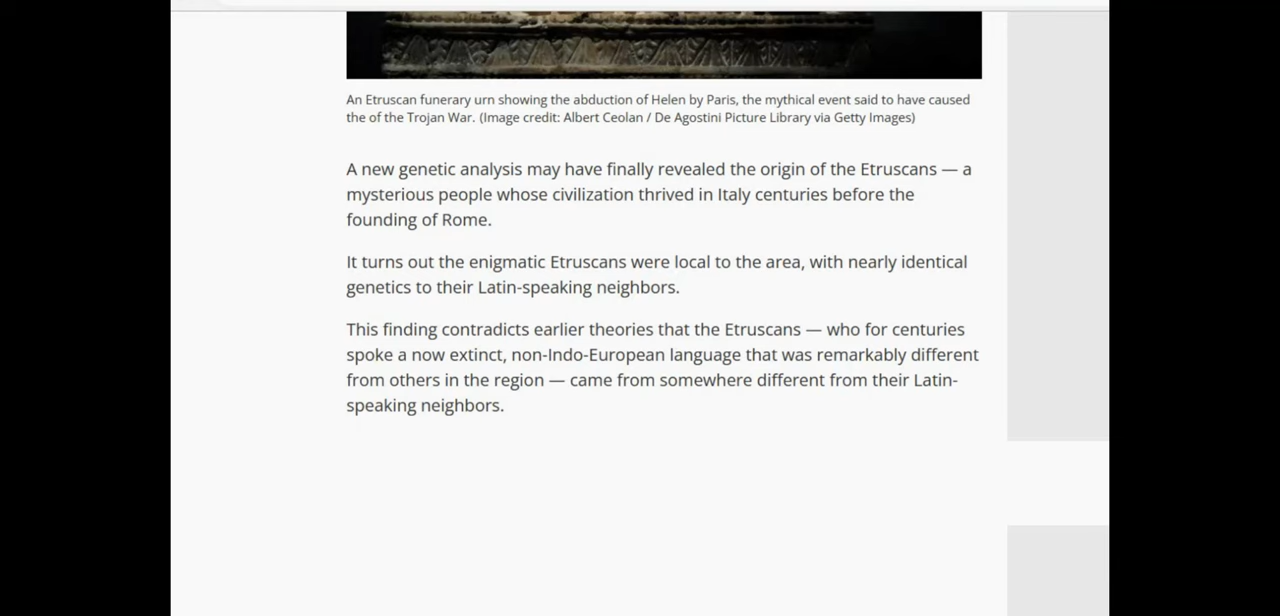 An Etruscan funerary urn showing the abduction of Helen by Paris, the mythical event said to have caused
the of the Trojan War. (Image credit: Albert Ceolan / De Agostini Picture Library via Getty Images)
A new genetic analysis may have finally revealed the origin of the Etruscans — a
mysterious people whose civilization thrived in Italy centuries before the
founding of Rome.
It turns out the enigmatic Etruscans were local to the area, with nearly identical
genetics to their Latin-speaking neighbors.
This finding contradicts earlier theories that the Etruscans — who for centuries
spoke a now extinct, non-Indo-European language that was remarkably different
from others in the region — came from somewhere different from their Latin-
speaking neighbors.